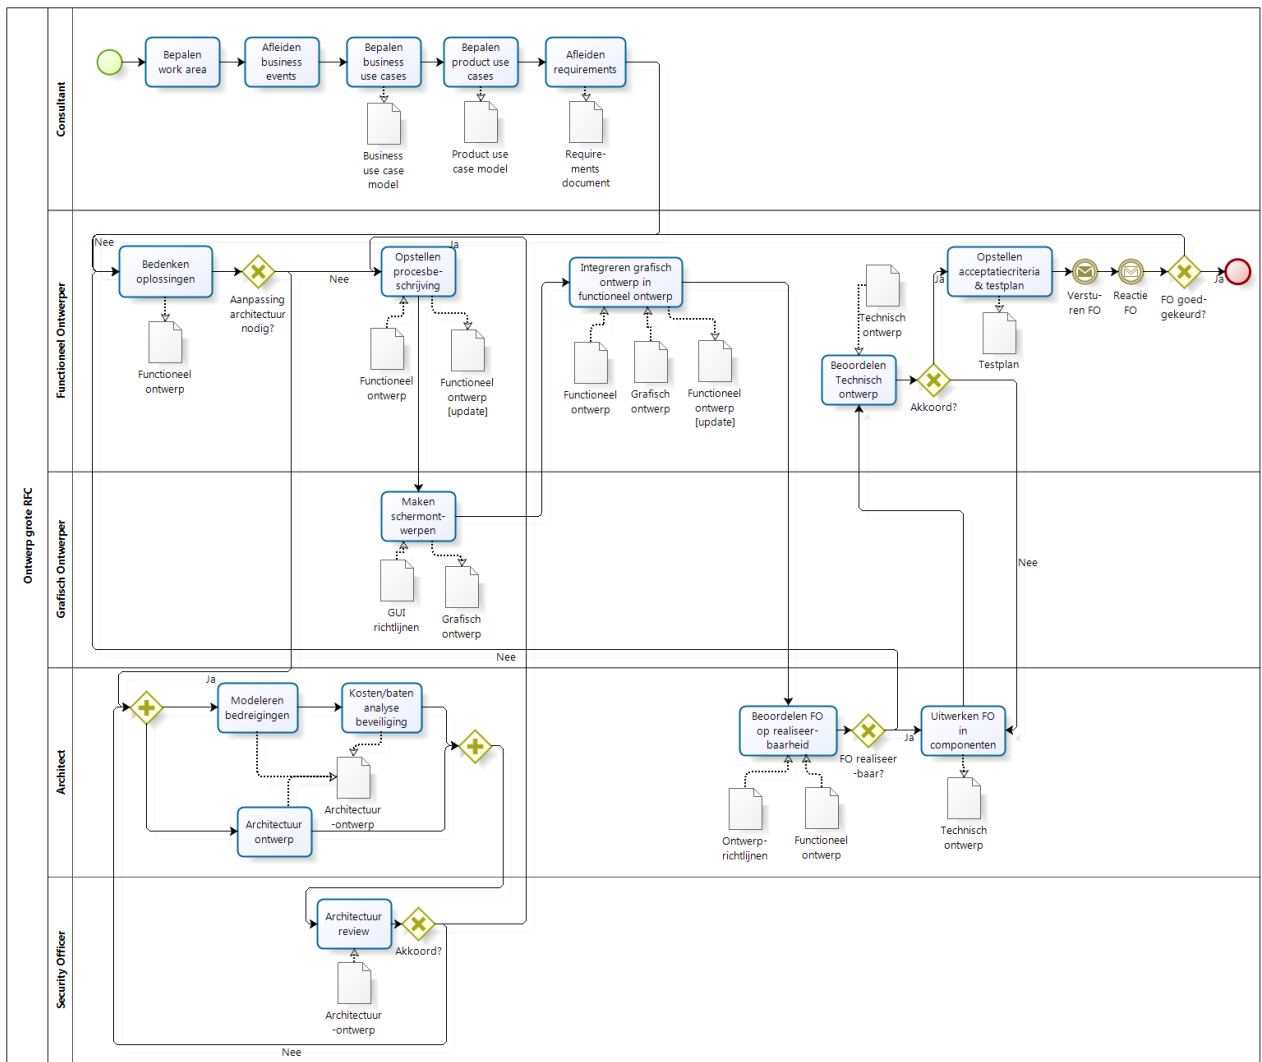 Ontwerp grote RFC
Consultant
Bepalen
work area
Afleiden
business
events
Bepalen
business
use cases
Bepalen
product use
cases
Afleiden
requirements
Business
use case
model
Product use
case model
Require-
ments
document
Functioneel Ontwerper
Nee
Bedenken
oplossingen
Aanpassing
architectuur
nodig?
Nee
Ja
Opstellen
procesbe-
schrijving
Functioneel
ontwerp
Functioneel
ontwerp
Functioneel
ontwerp
[update]
Integreren grafisch
ontwerp in
functioneel ontwerp
Functioneel
ontwerp
Grafisch
ontwerp
Functioneel
ontwerp
[update]
Technisch
ontwerp
Beoordelen
Technisch
ontwerp
Akkoord?
Ja
Opstellen
acceptatiecriteria
& testplan
Testplan
Verstu-
ren FO
Reactie
FO
FO goed-
gekeurd?
Ja
Grafisch Ontwerper
Maken
schermont-
werpen
GUI
richtlijnen
Grafisch
ontwerp
Nee
Nee
Architect
Ja
Modeleren
bedreigingen
Kosten/baten
analyse
beveiliging
Architectuur
-ontwerp
Architectuur
ontwerp
Beoordelen FO
op realiseer-
baarheid
FO realiseer
-baar?
Ja
Uitwerken FO
in
componenten
Ontwerp-
richtlijnen
Functioneel
ontwerp
Technisch
ontwerp
Security Officer
Architectuur
review
Akkoord?
Architectuur
-ontwerp
Nee